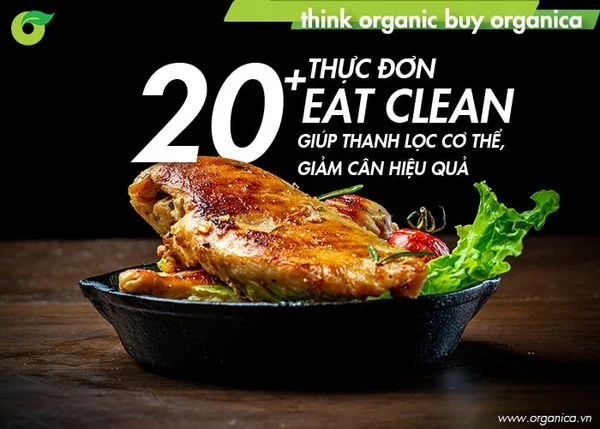 think organic buy organica
20+ THỰC ĐƠN
EAT CLEAN
GIÚP THANH LỌC CƠ THỂ,
GIẢM CÂN HIỆU QUẢ
www.organica.vn